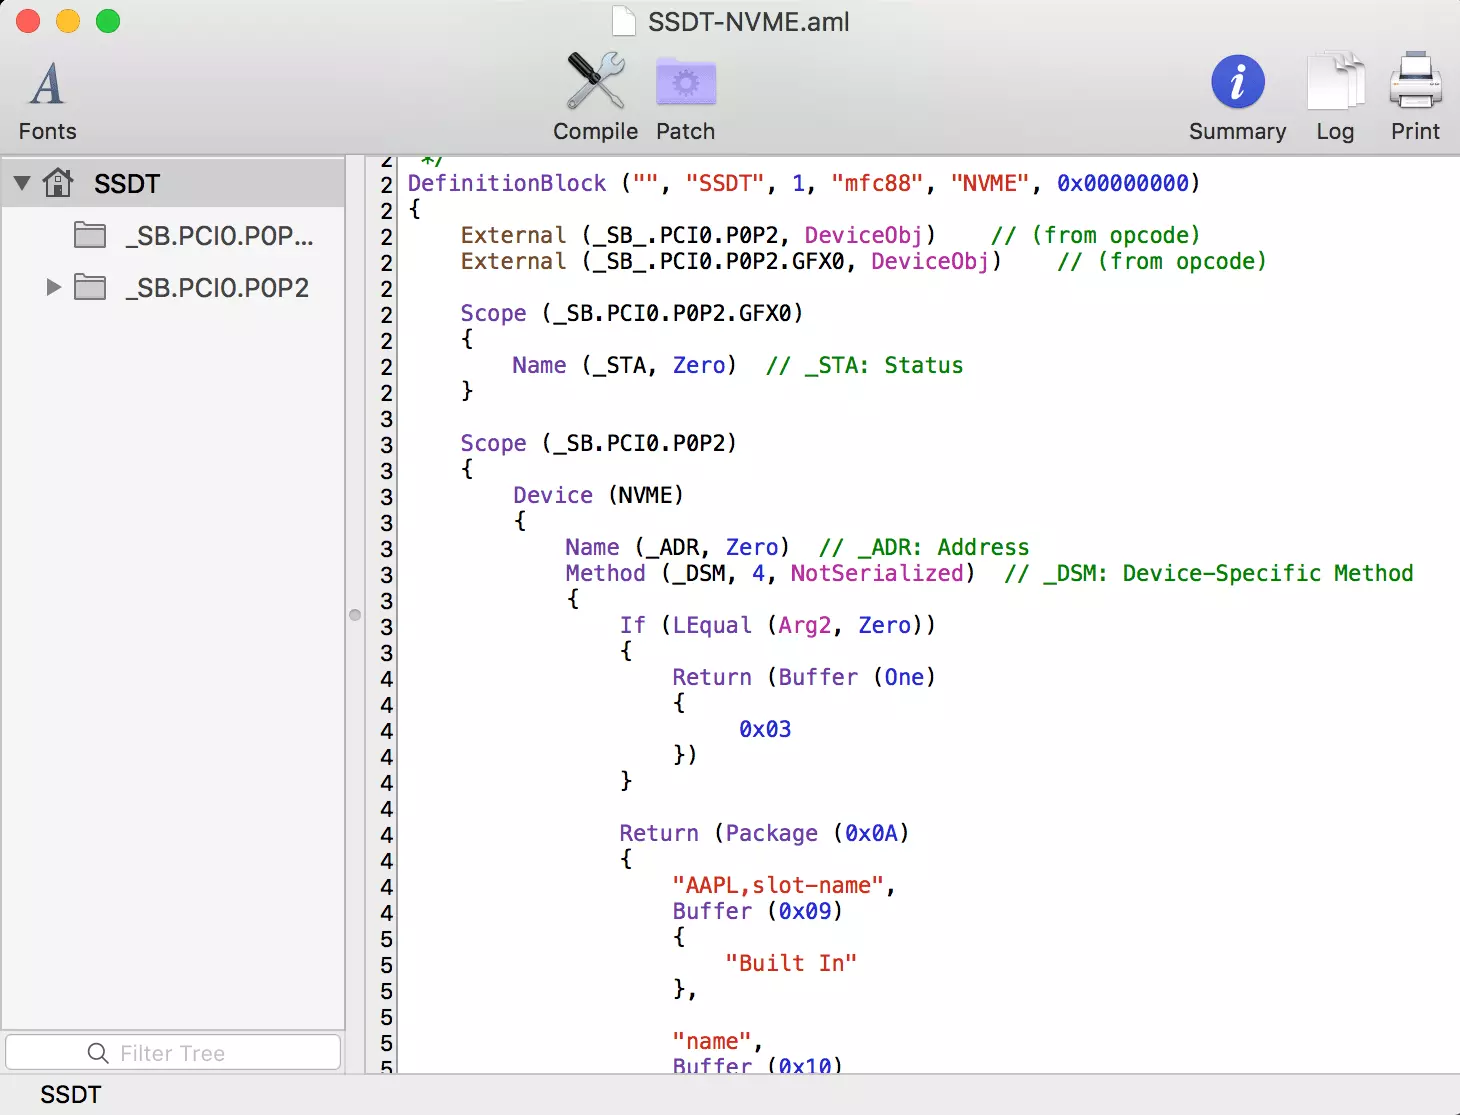 SSDT-NVME.aml
Fonts
Compile
Patch
Summary
Log
Print
SSDT
_SB.PCI0.P0P...
_SB.PCI0.P0P2
Filter Tree
SSDT
2 */
2 DefinitionBlock ("", "SSDT", 1, "mfc88", "NVME", 0x00000000)
2 {
2 External (_SB_.PCI0.P0P2, DeviceObj) // (from opcode)
2 External (_SB_.PCI0.P0P2.GFX0, DeviceObj) // (from opcode)
2
2 Scope (_SB.PCI0.P0P2.GFX0)
2 {
2 Name (_STA, Zero) // _STA: Status
2 }
3
3 Scope (_SB.PCI0.P0P2)
3 {
3 Device (NVME)
3 {
3 Name (_ADR, Zero) // _ADR: Address
3 Method (_DSM, 4, NotSerialized) // _DSM: Device-Specific Method
3 {
3 If (LEqual (Arg2, Zero))
3 {
4 Return (Buffer (One)
4 {
4 0x03
4 })
4 }
4
4 Return (Package (0x0A)
4 {
4 "AAPL,slot-name",
4 Buffer (0x09)
5 {
5 "Built In"
5 },
5
5 "name",
5 Buffer (0x10)